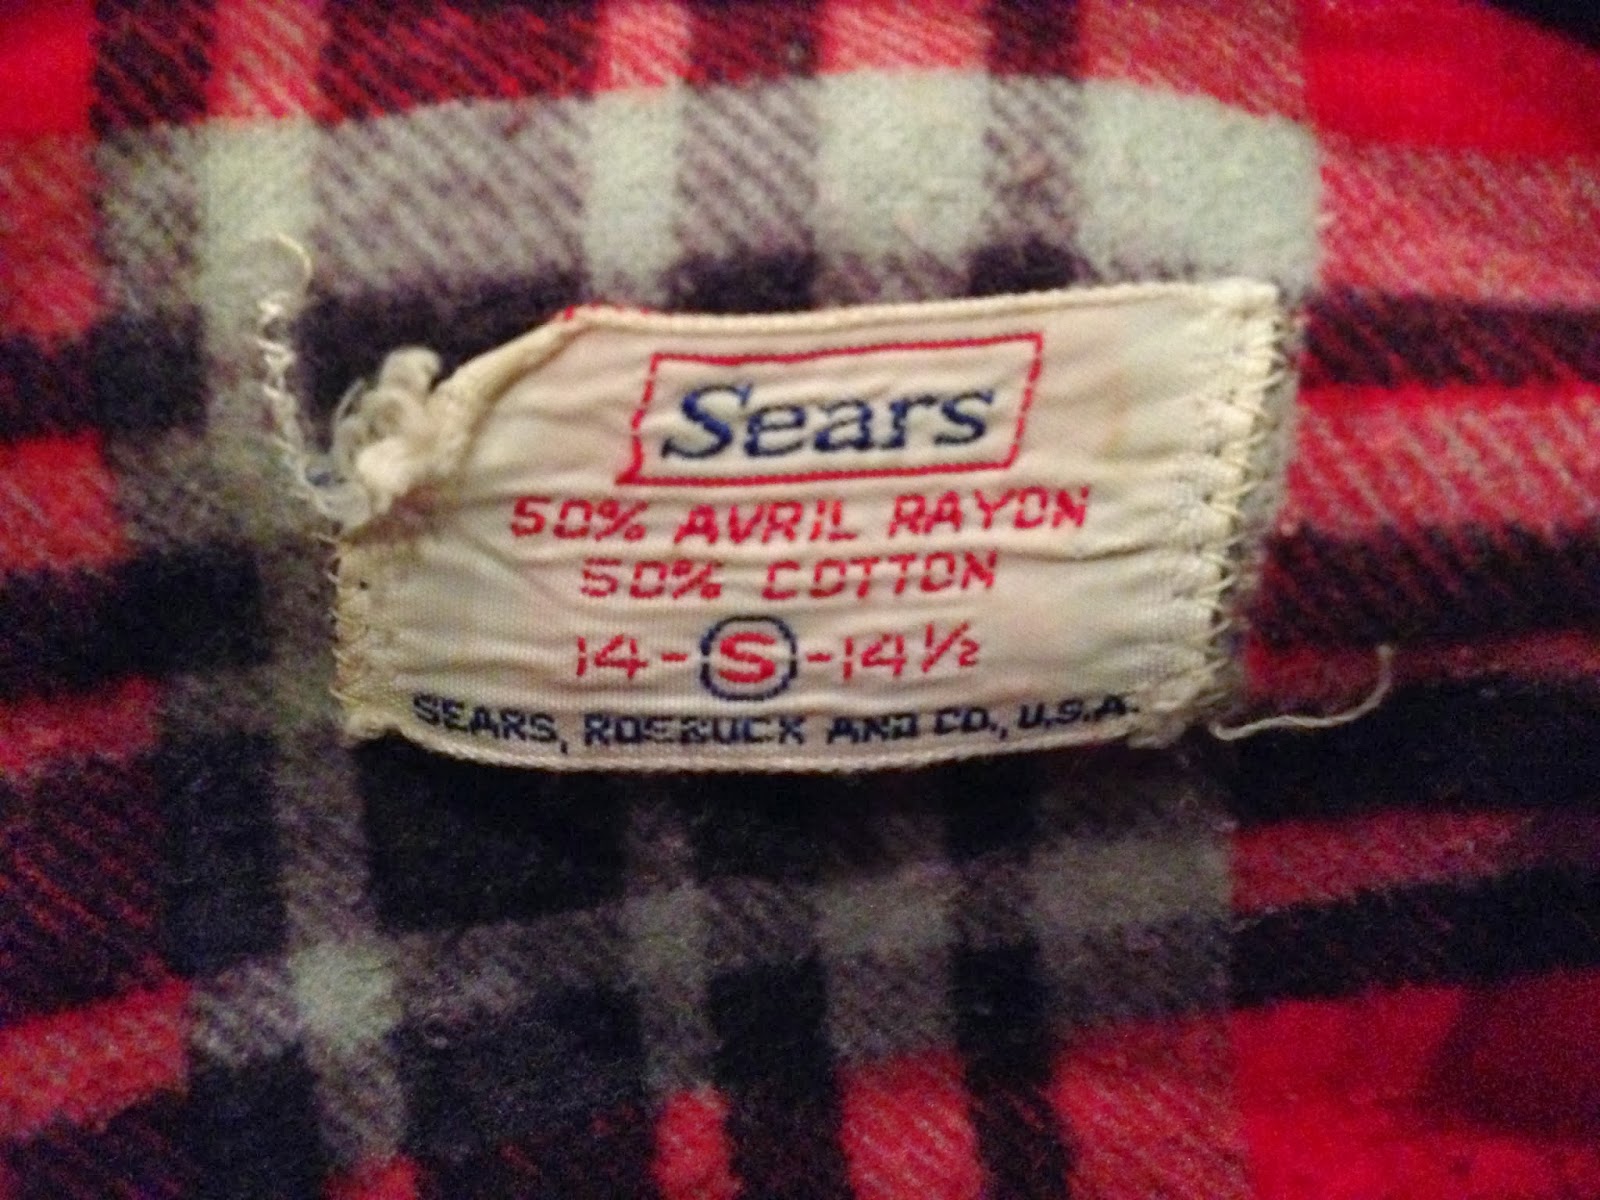 Sears
50% AVRIL RAYON
50% COTTON
14-S-14½
SEARS, ROEBUCK AND CO., U.S.A.